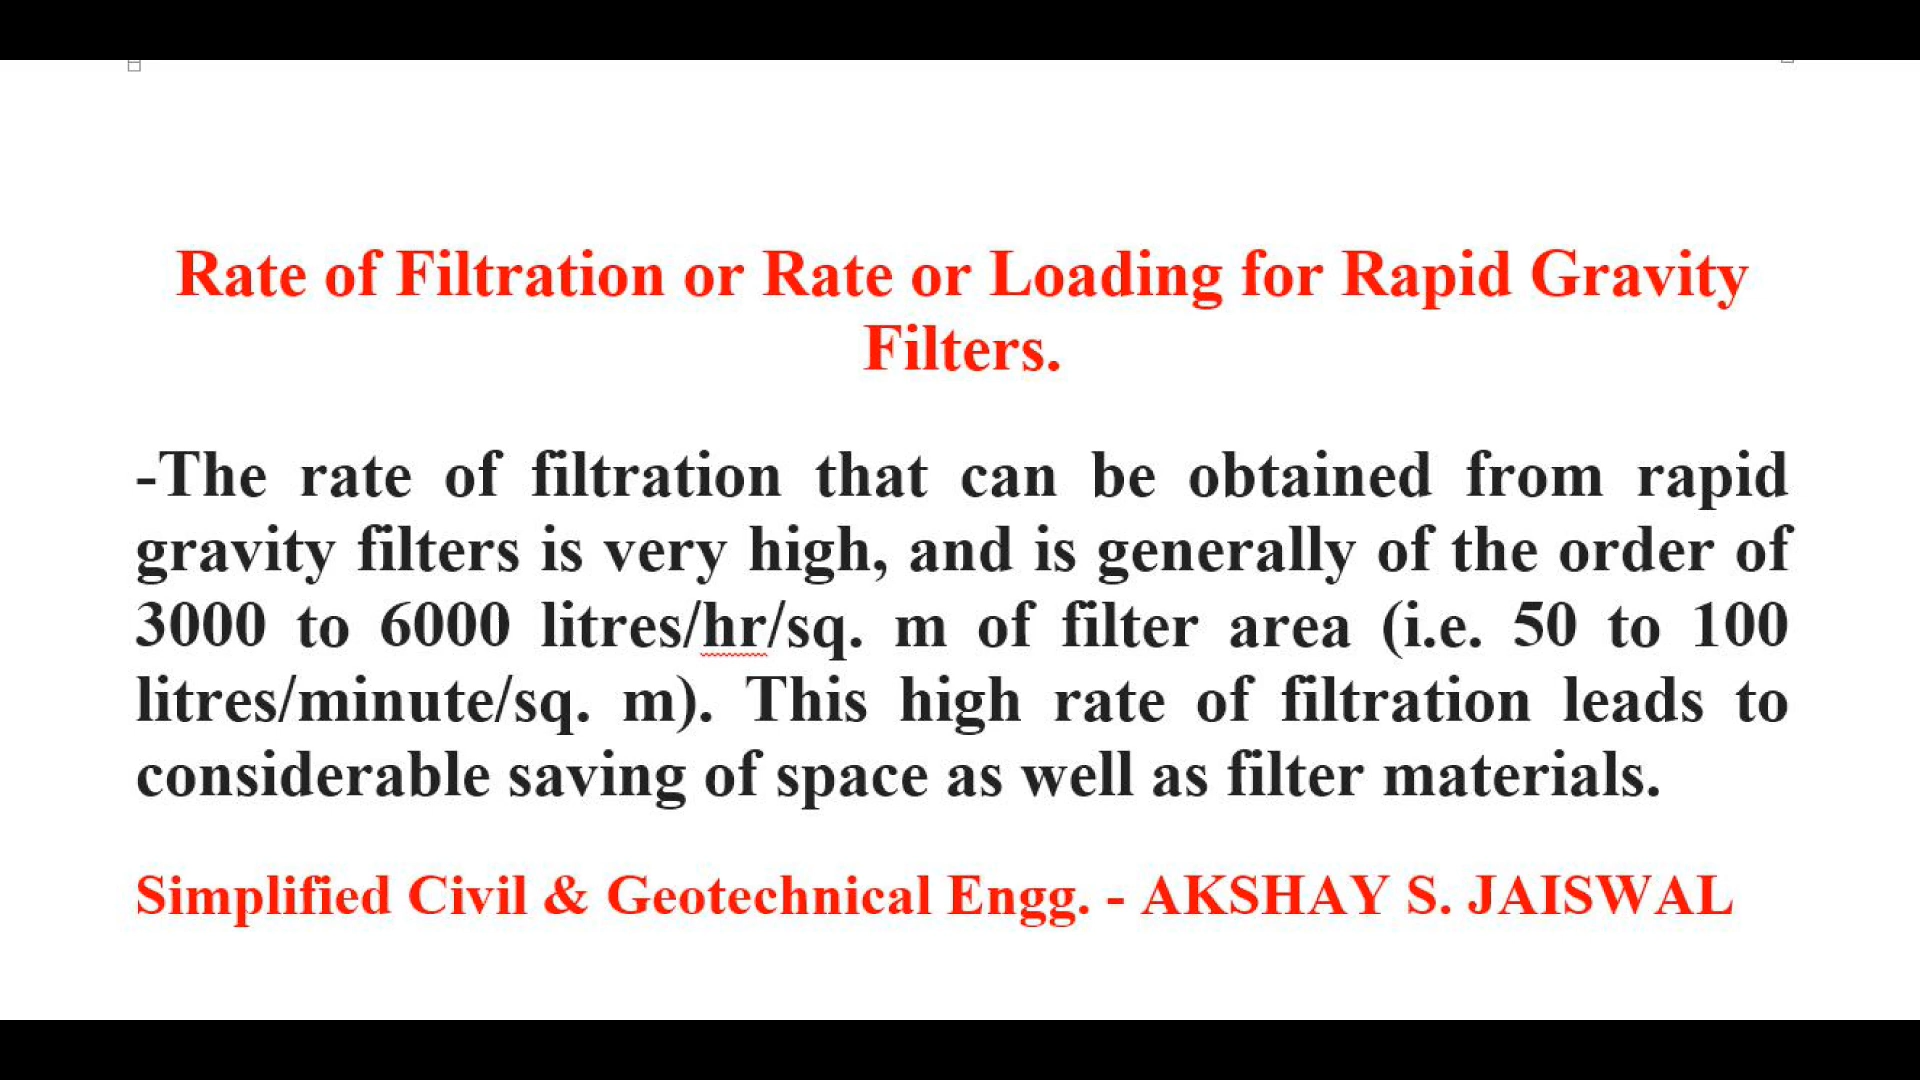 Rate of Filtration or Rate or Loading for Rapid Gravity
Filters.
-The rate of filtration that can be obtained from rapid
gravity filters is very high, and is generally of the order of
3000 to 6000 litres/hr/sq. m of filter area (i.e. 50 to 100
litres/minute/sq. m). This high rate of filtration leads to
considerable saving of space as well as filter materials.
Simplified Civil & Geotechnical Engg. - AKSHAY S. JAISWAL